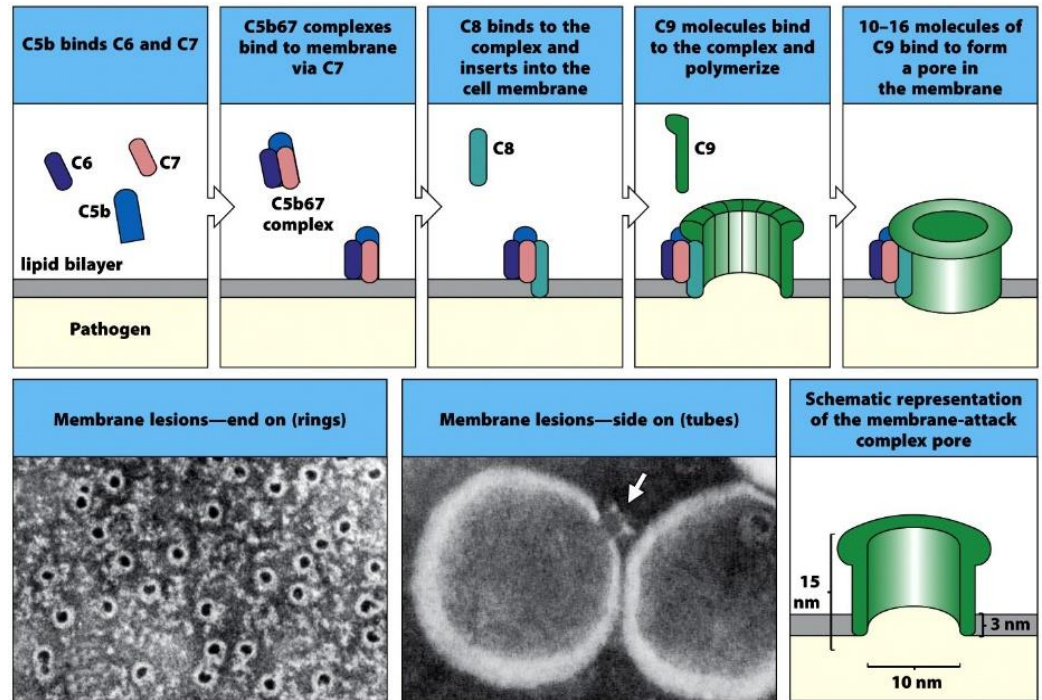 C5b binds C6 and C7
C5b67 complexes
bind to membrane
via C7
C8 binds to the
complex and
inserts into the
cell membrane
C9 molecules bind
to the complex and
polymerize
10–16 molecules of
C9 bind to form
a pore in
the membrane
C6
C7
C5b
lipid bilayer
Pathogen
C5b67
complex
C8
C9
Membrane lesions—end on (rings)
Membrane lesions—side on (tubes)
Schematic representation
of the membrane-attack
complex pore
15
nm
3 nm
10 nm